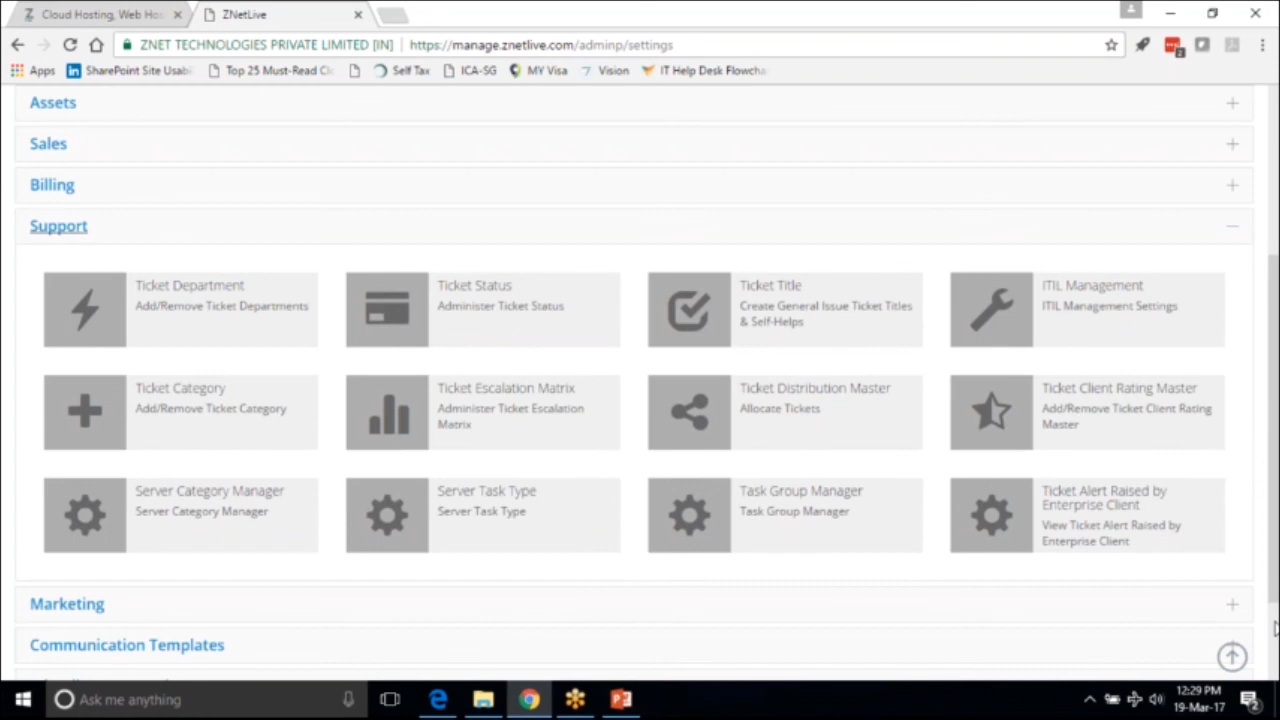 Cloud Hosting, Web Hos
ZNetLive
ZNET TECHNOLOGIES PRIVATE LIMITED [IN]
https://manage.znetlive.com/adminp/settings
Apps
SharePoint Site Usabi
Top 25 Must-Read Cl
Self Tax
ICA-SG
MY Visa
Vision
IT Help Desk Flowcha
Assets
Sales
Billing
Support
Ticket Department
Add/Remove Ticket Departments
Ticket Status
Administer Ticket Status
Ticket Title
Create General Issue Ticket Titles
& Self-Helps
ITIL Management
ITIL Management Settings
Ticket Category
Add/Remove Ticket Category
Ticket Escalation Matrix
Administer Ticket Escalation
Matrix
Ticket Distribution Master
Allocate Tickets
Ticket Client Rating Master
Add/Remove Ticket Client Rating
Master
Server Category Manager
Server Category Manager
Server Task Type
Server Task Type
Task Group Manager
Task Group Manager
Ticket Alert Raised by
Enterprise Client
View Ticket Alert Raised by
Enterprise Client
Marketing
Communication Templates
Ask me anything
12:29 PM
19-Mar-17